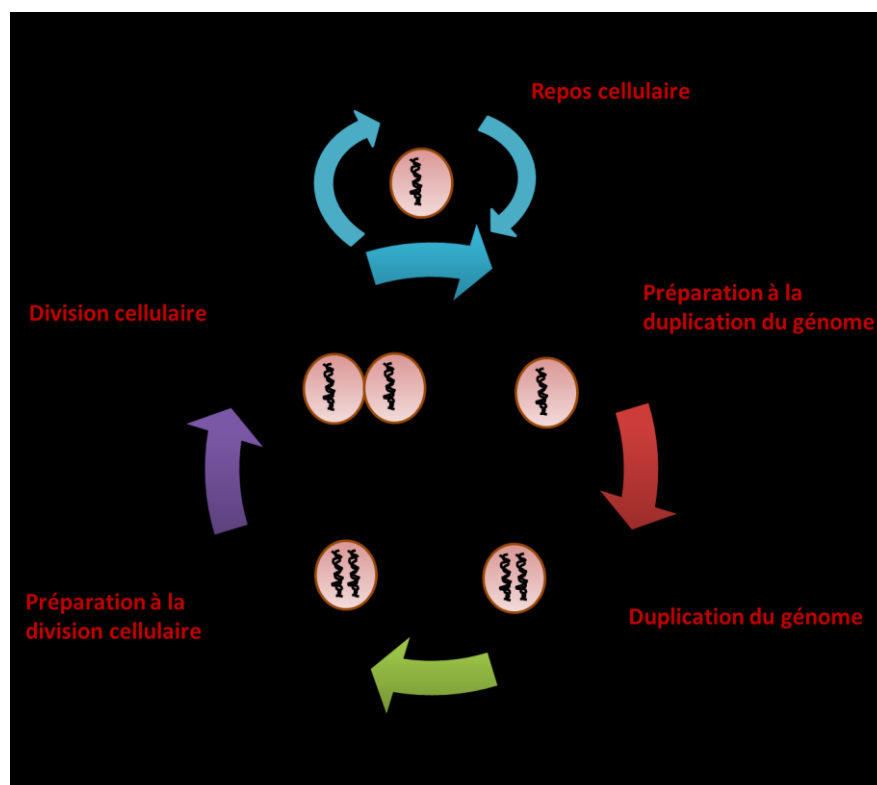 Repos cellulaire
Division cellulaire
Préparation à la
duplication du génome
Préparation à la
division cellulaire
Duplication du génome